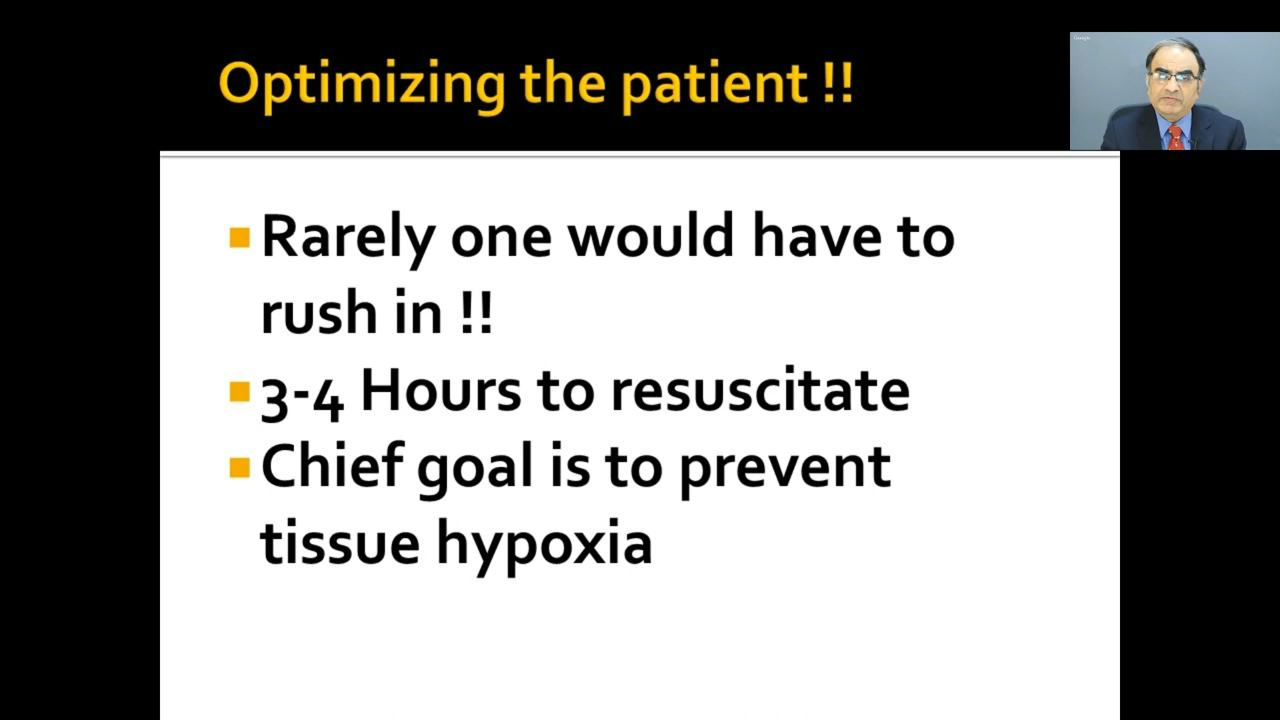 Optimizing the patient !!
Google
Rarely one would have to
rush in !!
3-4 Hours to resuscitate
Chief goal is to prevent
tissue hypoxia